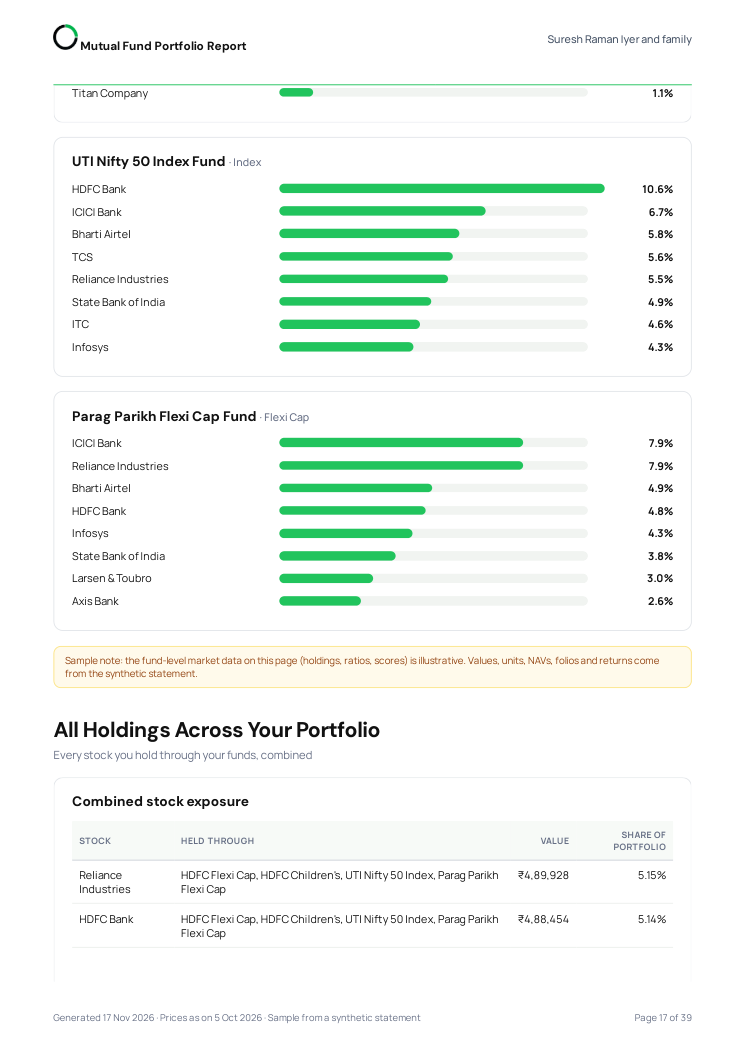 Mutual Fund Portfolio Report
Suresh Raman Iyer and family
Titan Company 1.1%
UTI Nifty 50 Index Fund · Index
HDFC Bank 10.6%
ICICI Bank 6.7%
Bharti Airtel 5.8%
TCS 5.6%
Reliance Industries 5.5%
State Bank of India 4.9%
ITC 4.6%
Infosys 4.3%
Parag Parikh Flexi Cap Fund · Flexi Cap
ICICI Bank 7.9%
Reliance Industries 7.9%
Bharti Airtel 4.9%
HDFC Bank 4.8%
Infosys 4.3%
State Bank of India 3.8%
Larsen & Toubro 3.0%
Axis Bank 2.6%
Sample note: the fund-level market data on this page (holdings, ratios, scores) is illustrative. Values, units, NAVs, folios and returns come
from the synthetic statement.
All Holdings Across Your Portfolio
Every stock you hold through your funds, combined
Combined stock exposure
STOCK HELD THROUGH VALUE SHARE OF
PORTFOLIO
Reliance HDFC Flexi Cap, HDFC Children's, UTI Nifty 50 Index, Parag Parikh ₹4,89,928 5.15%
Industries Flexi Cap
HDFC Bank HDFC Flexi Cap, HDFC Children's, UTI Nifty 50 Index, Parag Parikh ₹4,88,454 5.14%
Flexi Cap
Generated 17 Nov 2026 · Prices as on 5 Oct 2026 · Sample from a synthetic statement
Page 17 of 39